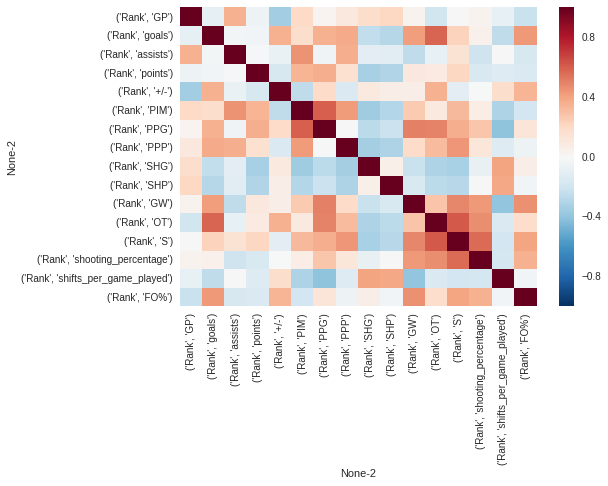 ('Rank', 'GP')
('Rank', 'goals')
('Rank', 'assists')
('Rank', 'points')
('Rank', '+/-')
('Rank', 'PIM')
('Rank', 'PPG')
('Rank', 'PPP')
('Rank', 'SHG')
('Rank', 'SHP')
('Rank', 'GW')
('Rank', 'OT')
('Rank', 'S')
('Rank', 'shooting_percentage')
('Rank', 'shifts_per_game_played')
('Rank', 'FO%')
None-2
0.8
0.4
0.0
−0.4
−0.8
('Rank', 'GP')
('Rank', 'goals')
('Rank', 'assists')
('Rank', 'points')
('Rank', '+/-')
('Rank', 'PIM')
('Rank', 'PPG')
('Rank', 'PPP')
('Rank', 'SHG')
('Rank', 'SHP')
('Rank', 'GW')
('Rank', 'OT')
('Rank', 'S')
('Rank', 'shooting_percentage')
('Rank', 'shifts_per_game_played')
('Rank', 'FO%')
None-2